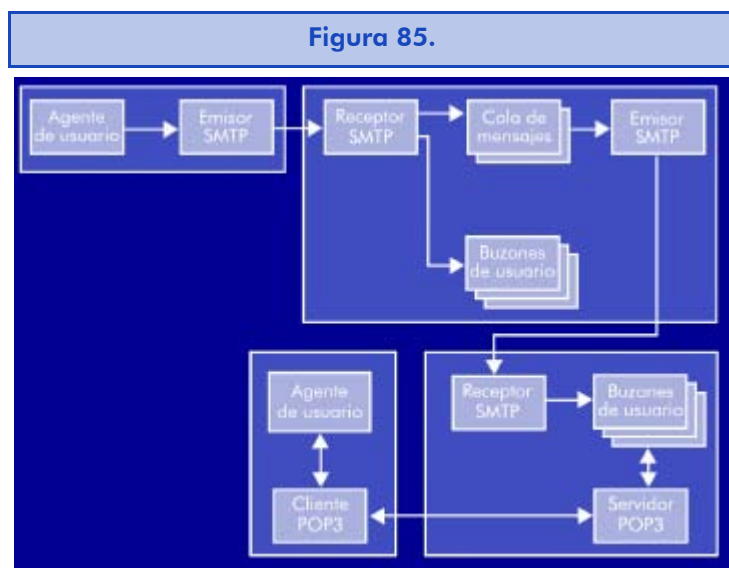 Figura 85.
Agente
de usuario
Emisor
SMTP
Receptor
SMTP
Cola de
mensajes
Emisor
SMTP
Buzones
de usuario
Agente
de usuario
Receptor
SMTP
Buzones
de usuario
Cliente
POP3
Servidor
POP3